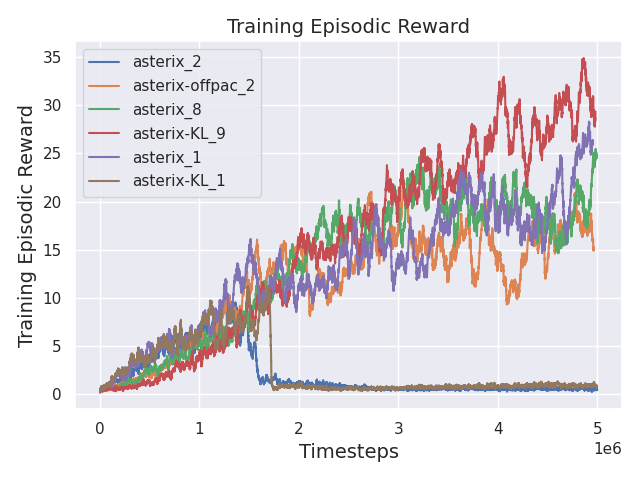 Training Episodic Reward
35
30
25
20
15
10
5
0
Training Episodic Reward
asterix_2
asterix-offpac_2
asterix_8
asterix-KL_9
asterix_1
asterix-KL_1
0 1 2 3 4 5
1e6
Timesteps